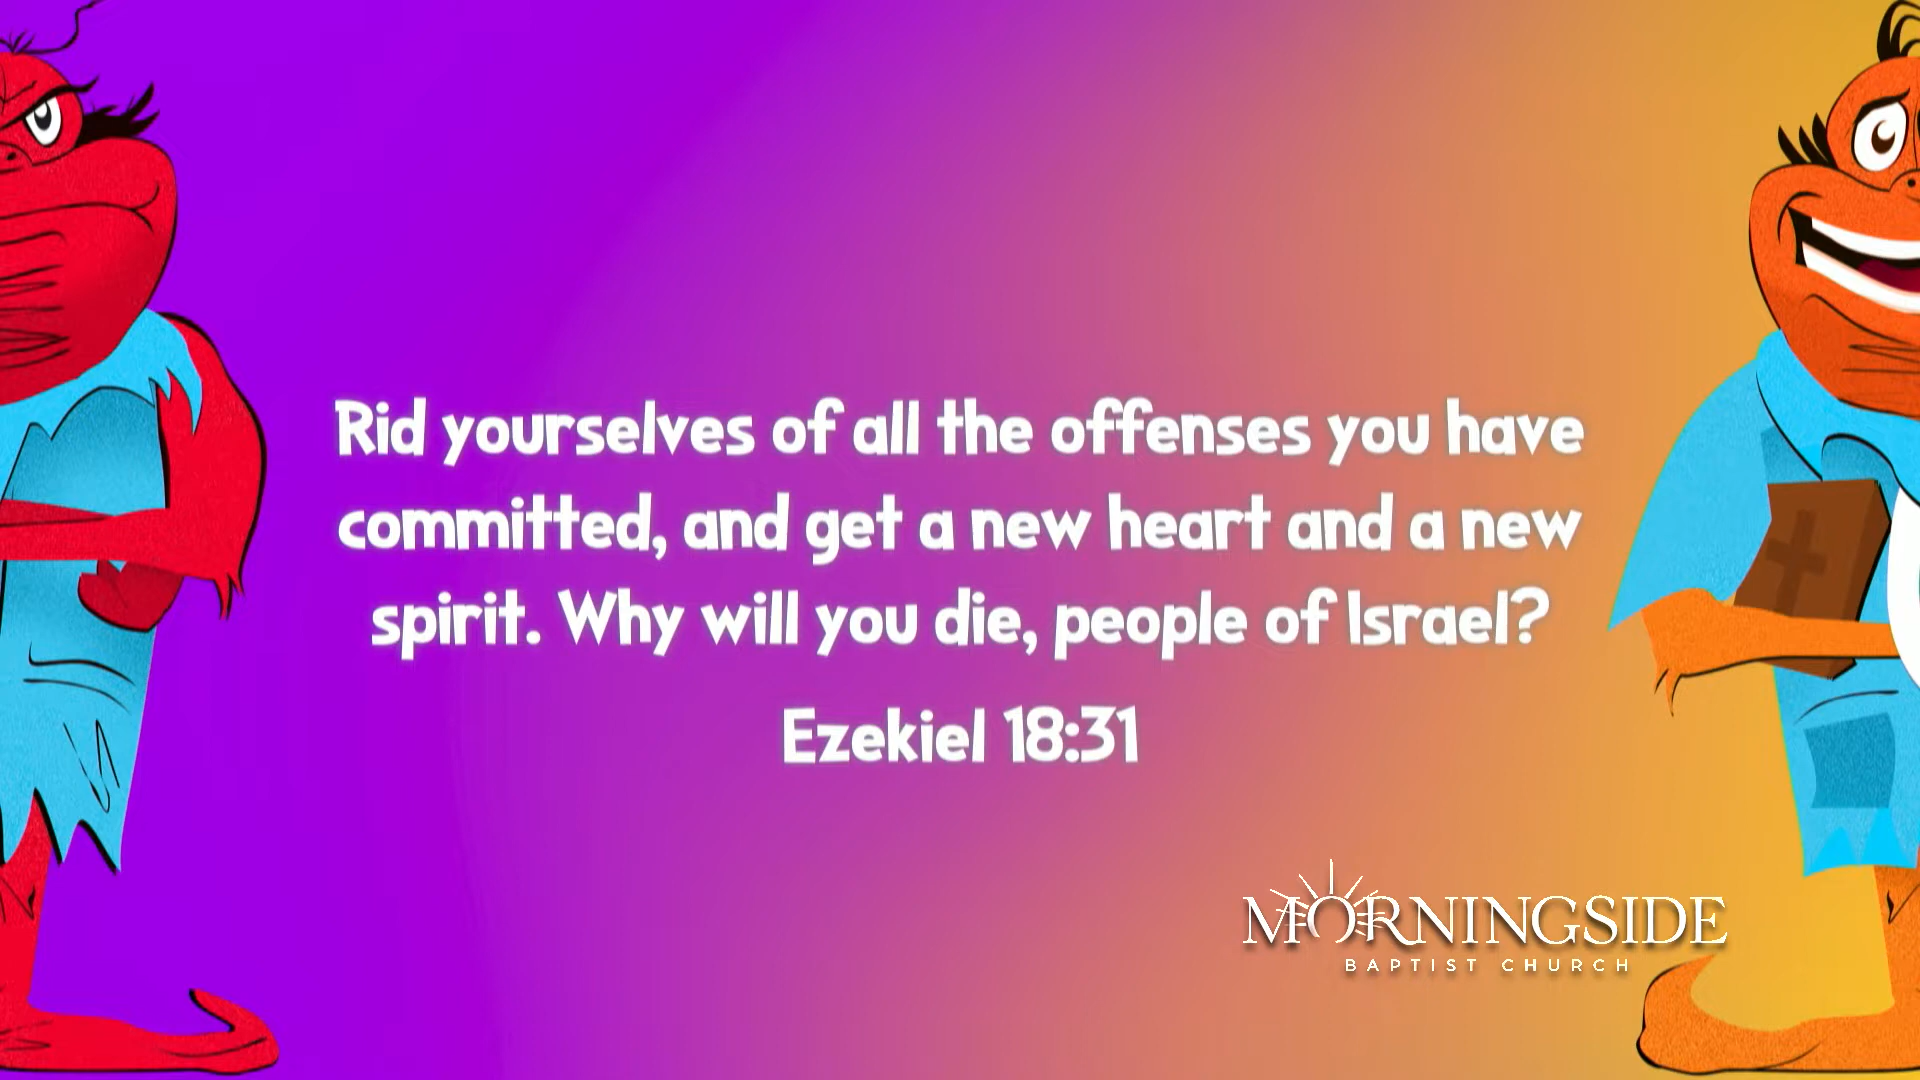 Rid yourselves of all the offenses you have
committed, and get a new heart and a new
spirit. Why will you die, people of Israel?
Ezekiel 18:31
MORNINGSIDE
BAPTIST CHURCH